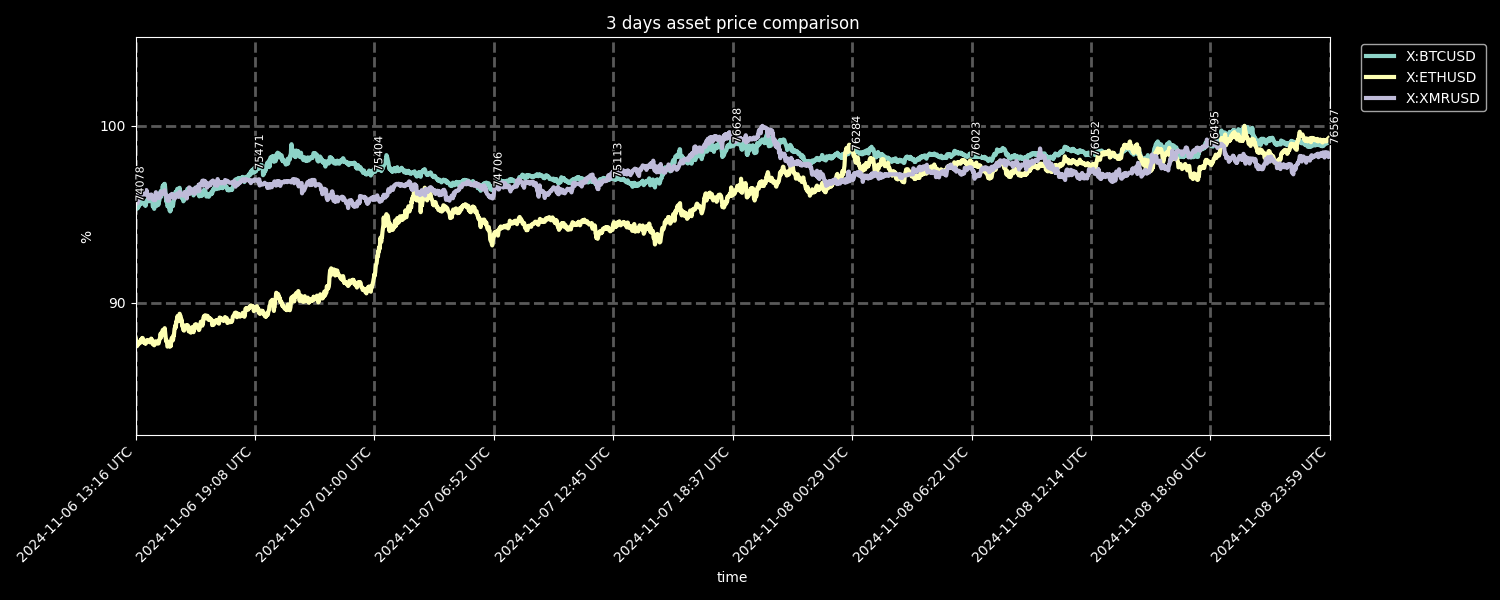 3 days asset price comparison
X:BTCUSD
X:ETHUSD
X:XMRUSD
100
90
%
74078
75471
75404
74706
75113
76628
76284
76023
76052
76495
76567
2024-11-06 13:16 UTC
2024-11-06 19:08 UTC
2024-11-07 01:00 UTC
2024-11-07 06:52 UTC
2024-11-07 12:45 UTC
2024-11-07 18:37 UTC
2024-11-08 00:29 UTC
2024-11-08 06:22 UTC
2024-11-08 12:14 UTC
2024-11-08 18:06 UTC
2024-11-08 23:59 UTC
time